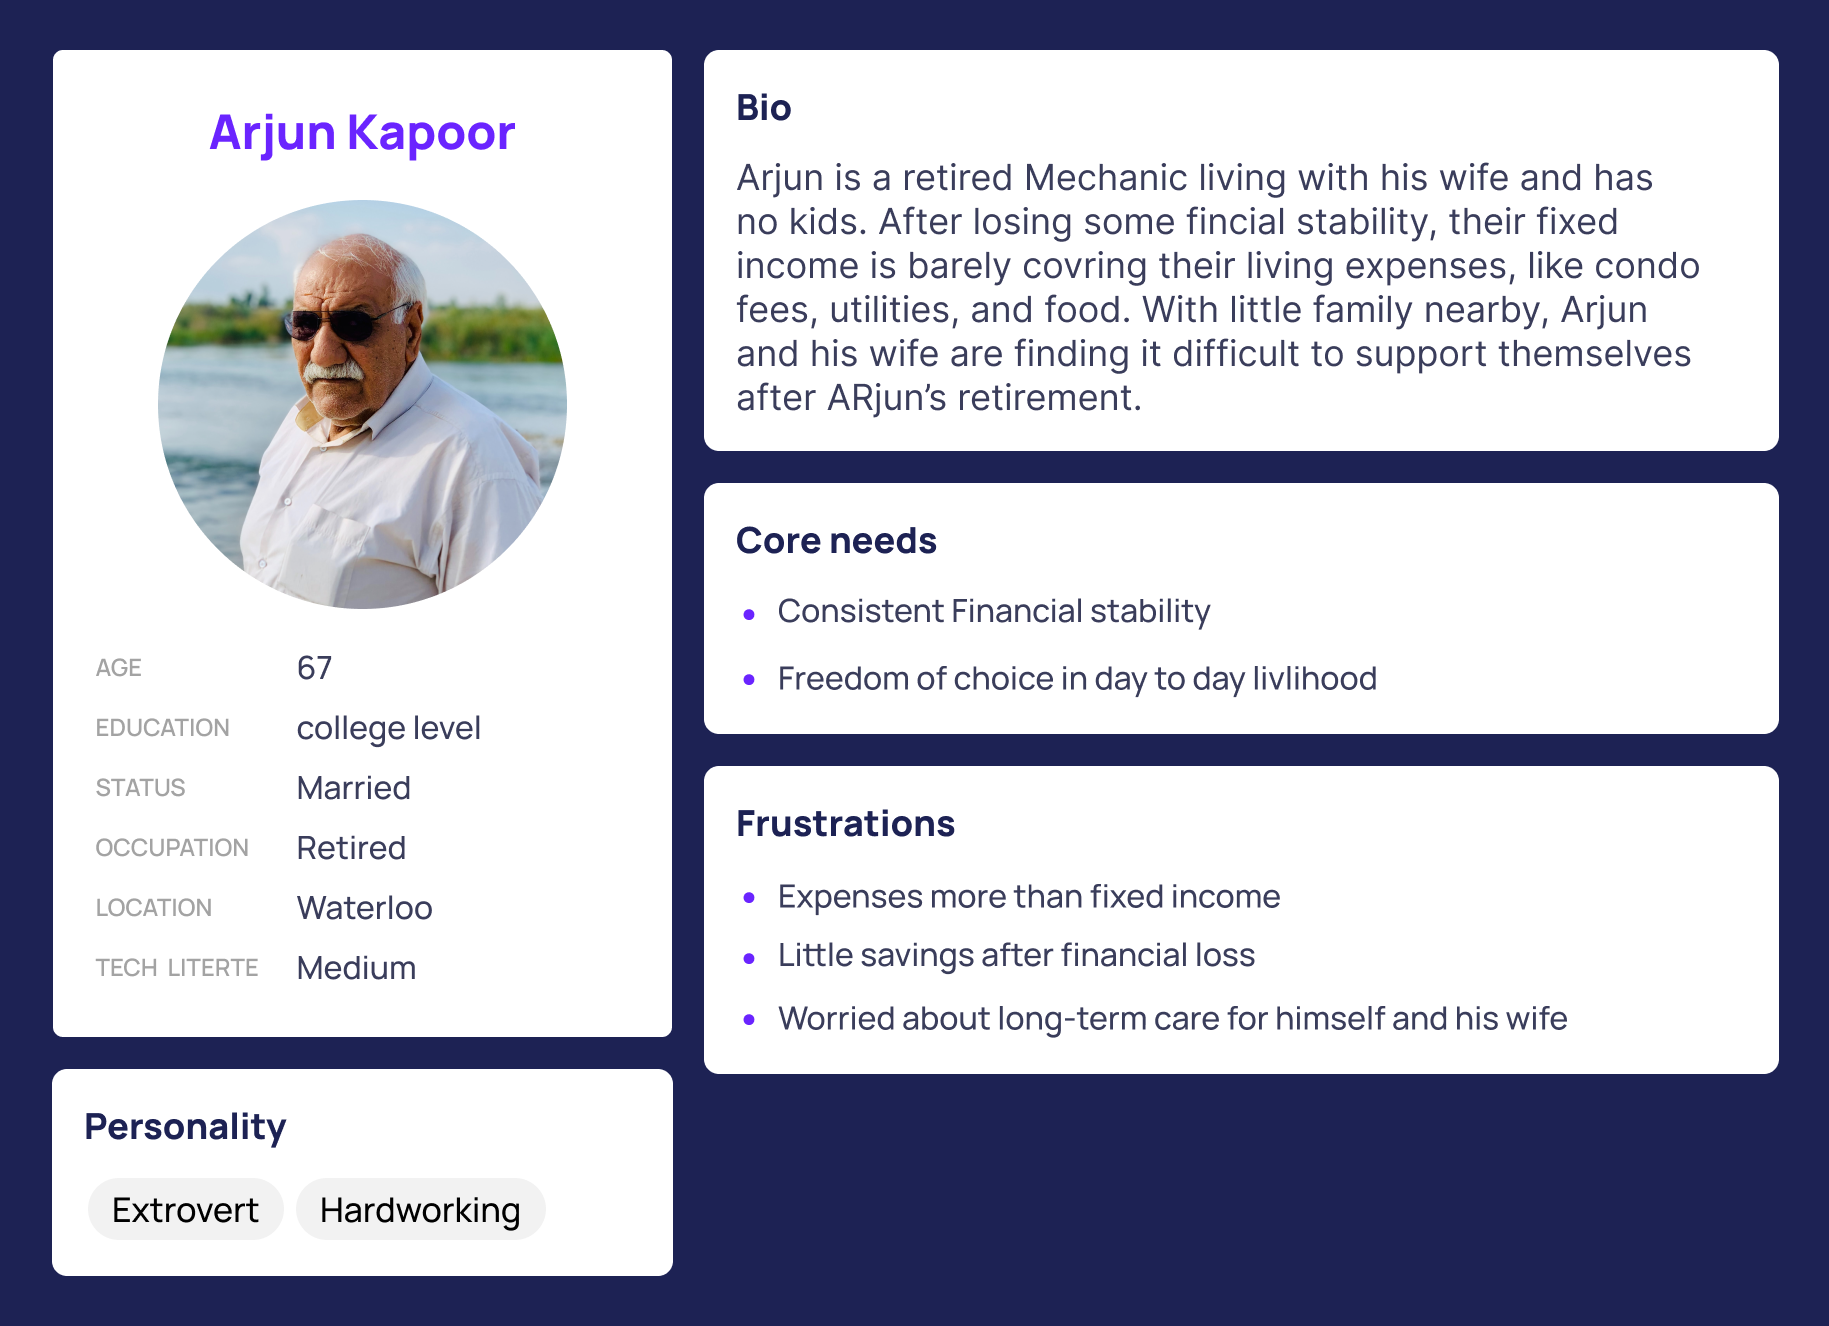 Arjun Kapoor
AGE 67
EDUCATION college level
STATUS Married
OCCUPATION Retired
LOCATION Waterloo
TECH LITERTE Medium
Personality
Extrovert Hardworking
Bio
Arjun is a retired Mechanic living with his wife and has
no kids. After losing some fincial stability, their fixed
income is barely covring their living expenses, like condo
fees, utilities, and food. With little family nearby, Arjun
and his wife are finding it difficult to support themselves
after ARjun’s retirement.
Core needs
• Consistent Financial stability
• Freedom of choice in day to day livlihood
Frustrations
• Expenses more than fixed income
• Little savings after financial loss
• Worried about long-term care for himself and his wife